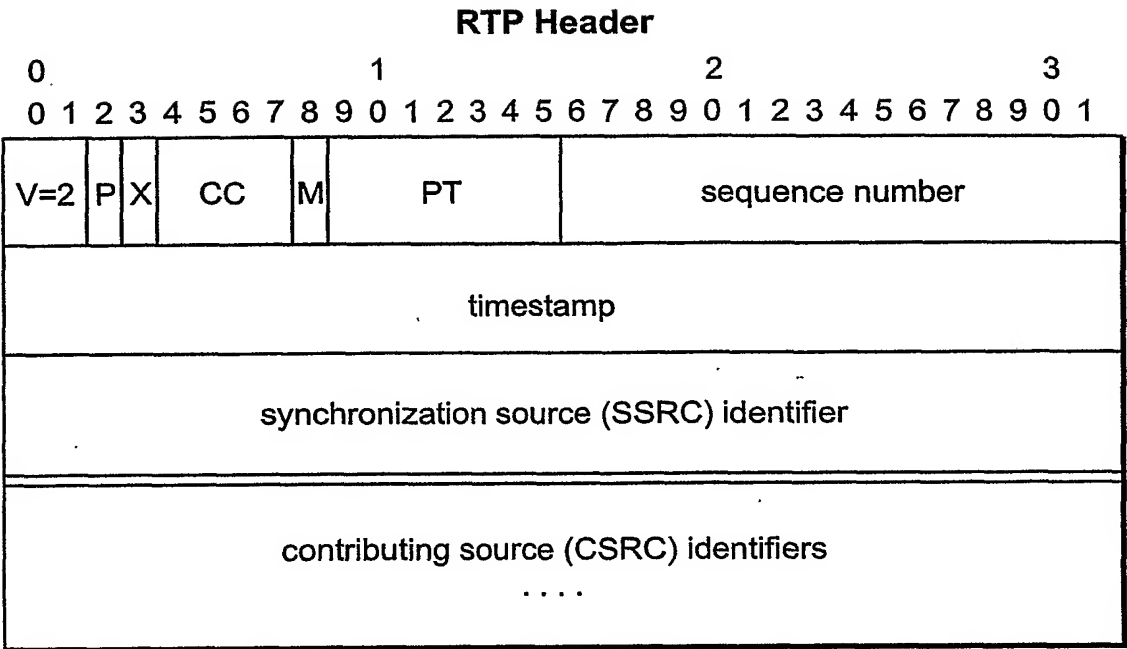 RTP Header
0 1 2 3
0 1 2 3 4 5 6 7 8 9 0 1 2 3 4 5 6 7 8 9 0 1 2 3 4 5 6 7 8 9 0 1
V=2 P X CC M PT sequence number
timestamp
synchronization source (SSRC) identifier
contributing source (CSRC) identifiers
. . . .